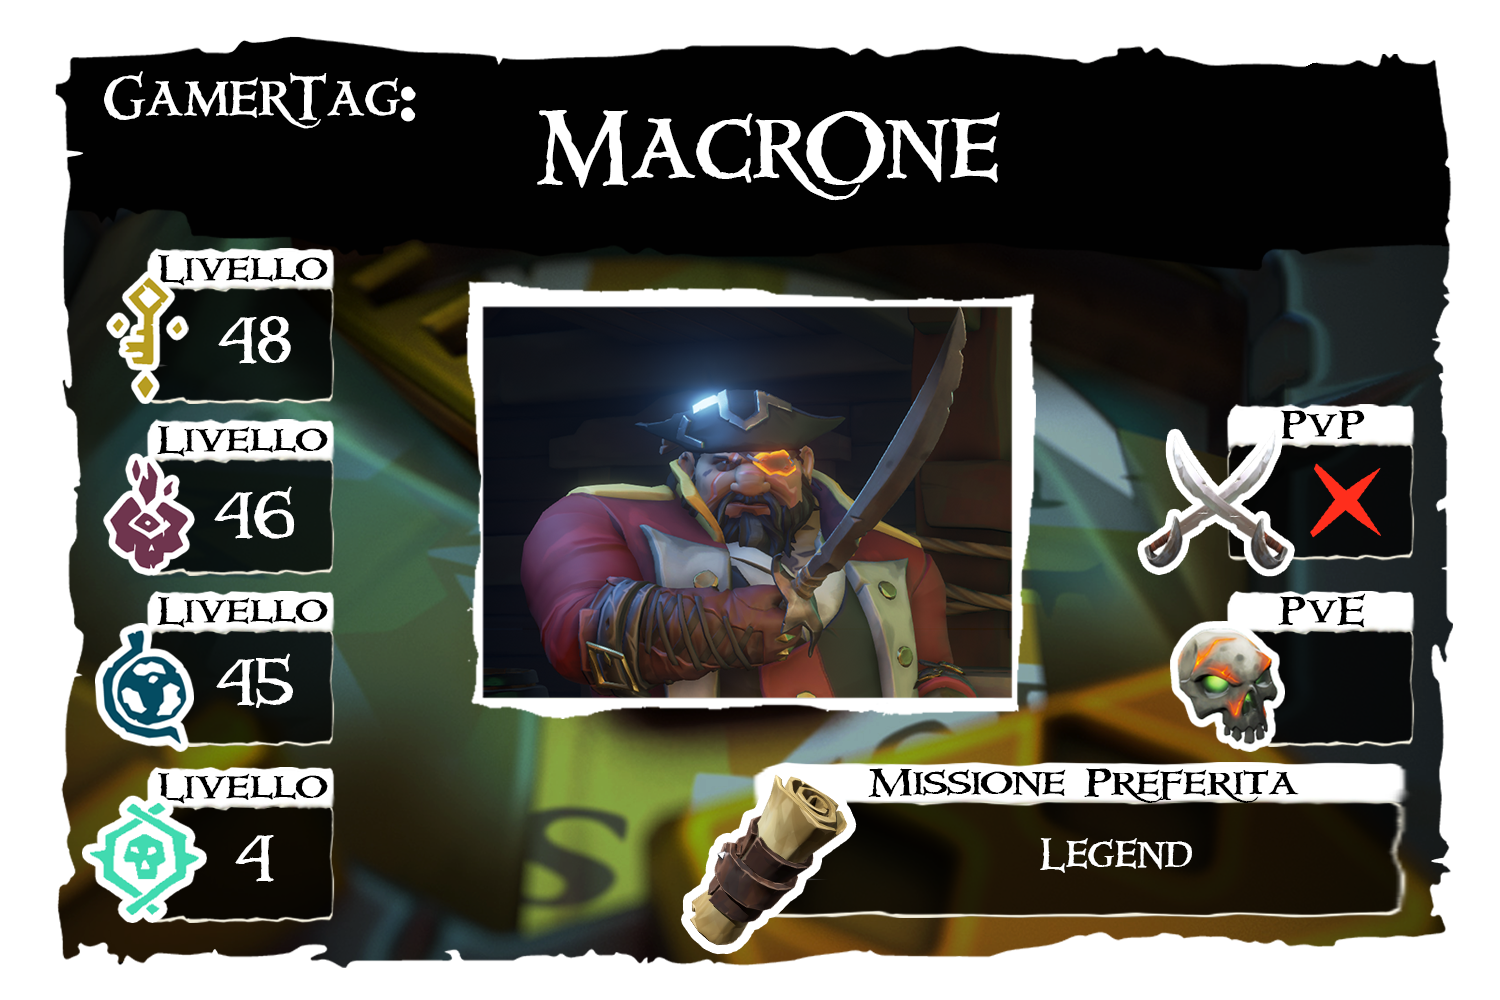 GamerTag:
MacrOne
Livello
48
Livello
46
Livello
45
Livello
4
PvP
PvE
Missione Preferita
Legend
S